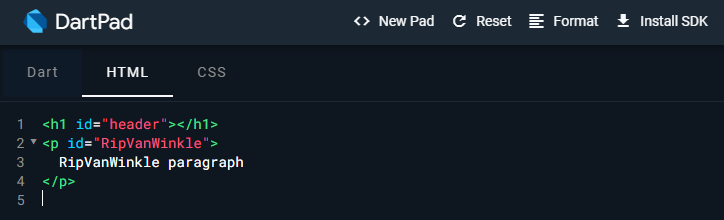 DartPad
New Pad
Reset
Format
Install SDK
Dart
HTML
CSS
1 <h1 id="header"></h1>
2 <p id="RipVanWinkle">
3   RipVanWinkle paragraph
4 </p>
5